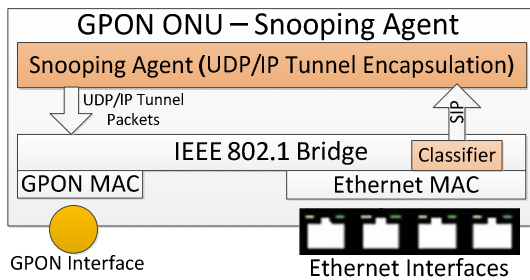 GPON ONU – Snooping Agent
Snooping Agent (UDP/IP Tunnel Encapsulation)
UDP/IP Tunnel
Packets
SIP
IEEE 802.1 Bridge
Classifier
GPON MAC
Ethernet MAC
GPON Interface
Ethernet Interfaces